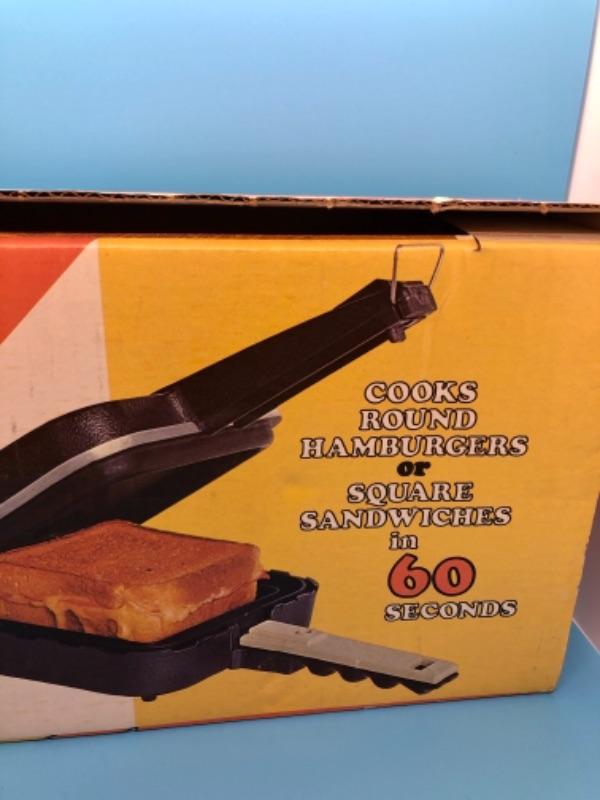 COOKS
ROUND
HAMBURGERS
or
SQUARE
SANDWICHES
in
60
SECONDS